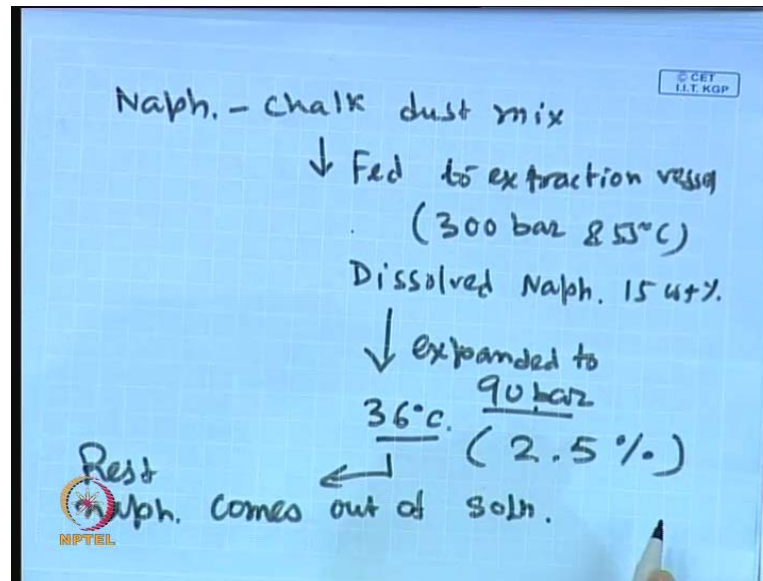 © CET
I.I.T. KGP
Naph. - chalk dust mix
↓ Fed to extraction vessel
(300 bar & 55°C)
Dissolved Naph. 15 wt%.
↓ expanded to
36°C. 90 bar
(2.5%)
Rest
Naph. comes out of soln.
NPTEL